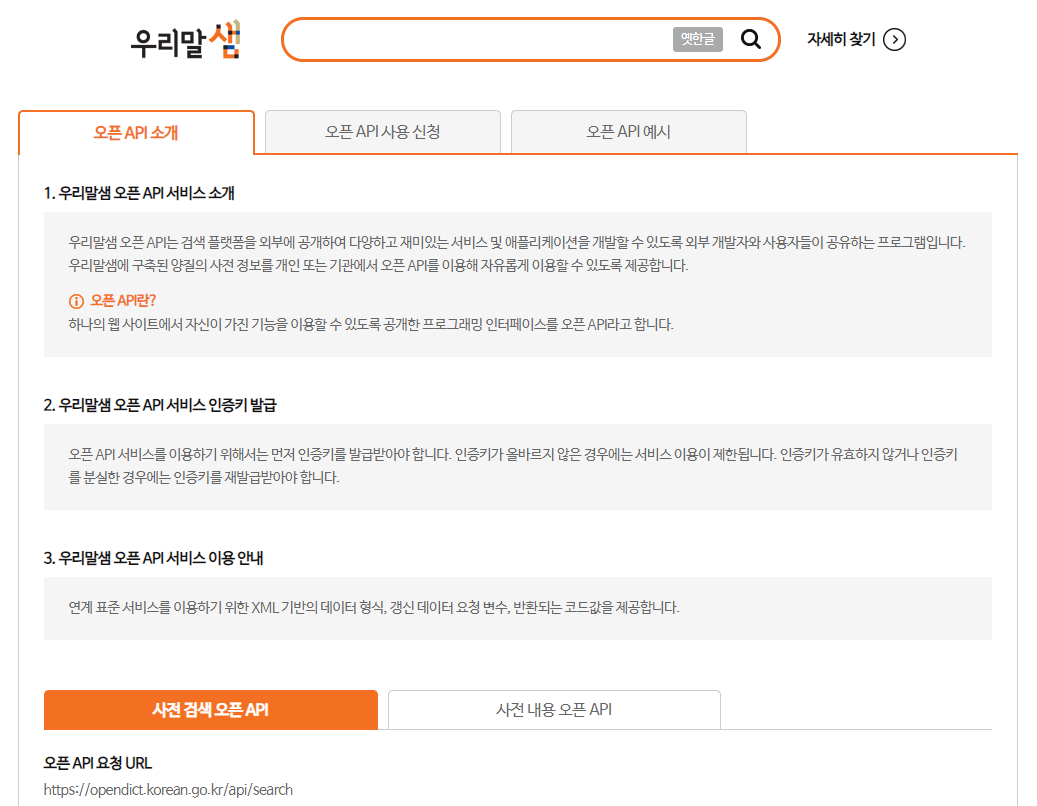 우리말샘
옛한글
자세히 찾기
오픈 API 소개
오픈 API 사용 신청
오픈 API 예시
1. 우리말샘 오픈 API 서비스 소개
우리말샘 오픈 API는 검색 플랫폼을 외부에 공개하여 다양하고 재미있는 서비스 및 애플리케이션을 개발할 수 있도록 외부 개발자와 사용자들이 공유하는 프로그램입니다.
우리말샘에 구축된 양질의 사전 정보를 개인 또는 기관에서 오픈 API를 이용해 자유롭게 이용할 수 있도록 제공합니다.
오픈 API란?
하나의 웹 사이트에서 자신이 가진 기능을 이용할 수 있도록 공개한 프로그래밍 인터페이스를 오픈 API라고 합니다.
2. 우리말샘 오픈 API 서비스 인증키 발급
오픈 API 서비스를 이용하기 위해서는 먼저 인증키를 발급받아야 합니다. 인증키가 올바르지 않은 경우에는 서비스 이용이 제한됩니다. 인증키가 유효하지 않거나 인증키
를 분실한 경우에는 인증키를 재발급받아야 합니다.
3. 우리말샘 오픈 API 서비스 이용 안내
연계 표준 서비스를 이용하기 위한 XML 기반의 데이터 형식, 갱신 데이터 요청 변수, 반환되는 코드값을 제공합니다.
사전 검색 오픈 API
사전 내용 오픈 API
오픈 API 요청 URL
https://opendict.korean.go.kr/api/search